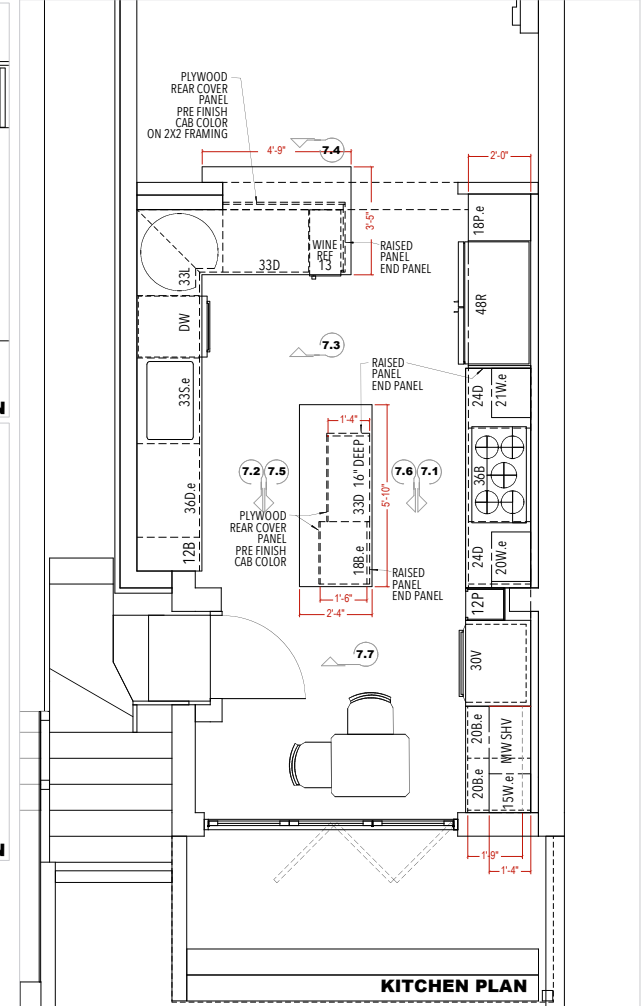 PLYWOOD
REAR COVER
PANEL
PRE FINISH
CAB COLOR
ON 2X2 FRAMING
4'-9"
7.4
2'-0"
3'-5"
18P.e
WINE
REF
13
33D
33L
RAISED
PANEL
END PANEL
48R
DW
7.3
RAISED
PANEL
END PANEL
33S.e
24D
21W.e
1'-4"
33D 16" DEEP
36B
7.2
7.5
7.6
7.1
5'-10"
36D.e
PLYWOOD
REAR COVER
PANEL
PRE FINISH
CAB COLOR
12B
18B.e
24D
20W.e
RAISED
PANEL
END PANEL
1'-6"
2'-4"
12P
7.7
30V
20B.e
MW SHV
20B.e
15W.e
1'-9"
1'-4"
N
N
KITCHEN PLAN